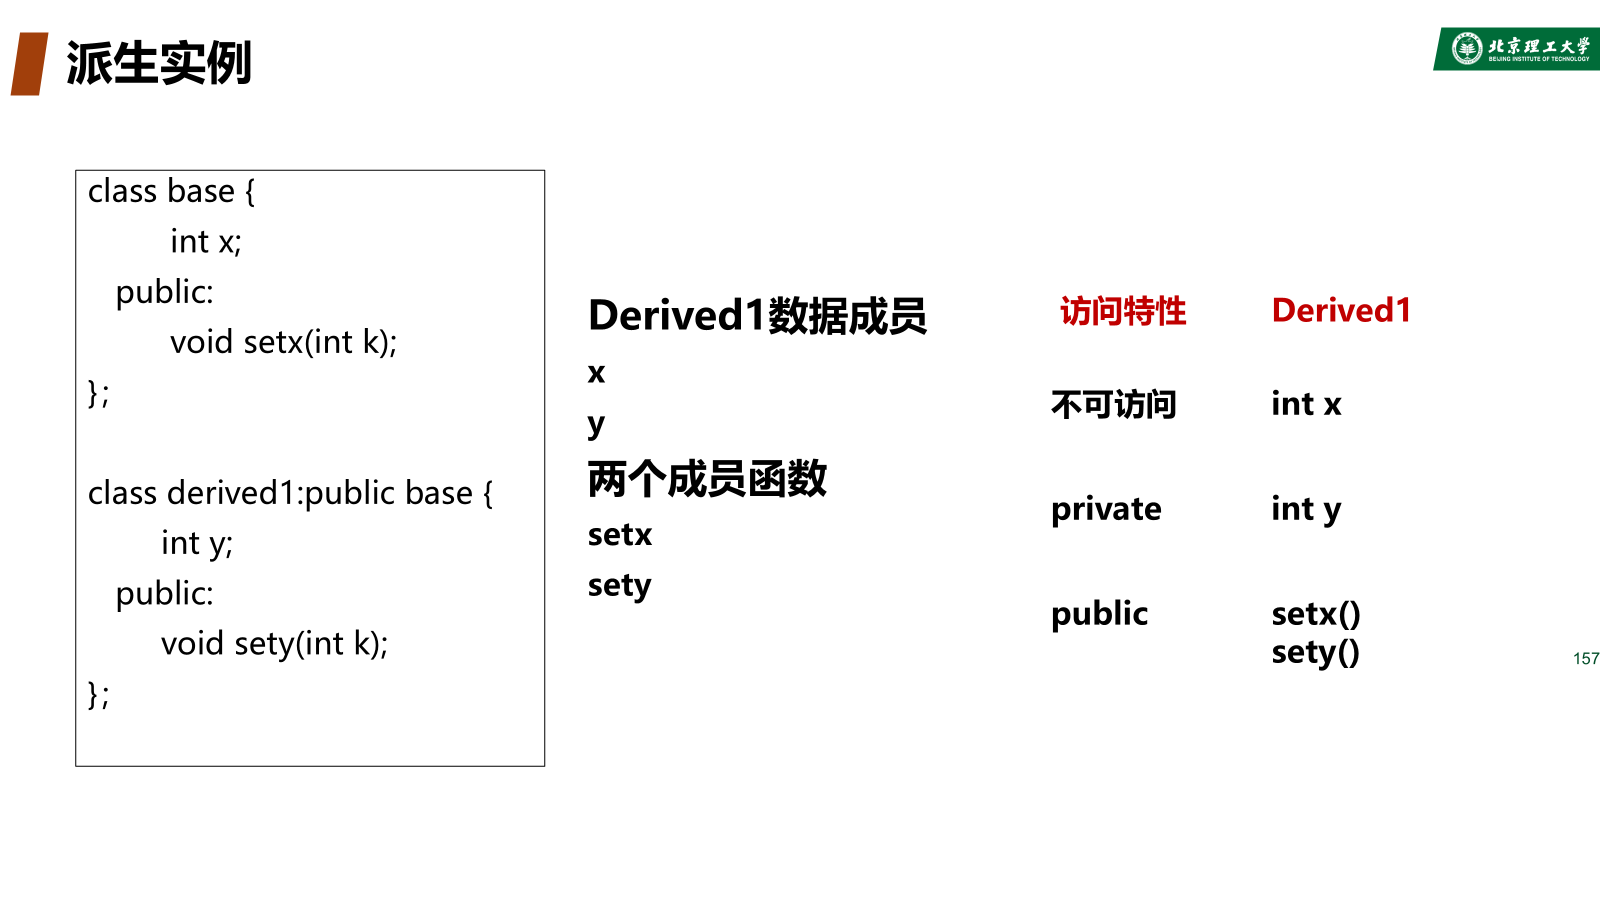 派生实例
北京理工大学
BEIJING INSTITUTE OF TECHNOLOGY
class base {
int x;
public:
void setx(int k);
};
class derived1:public base {
int y;
public:
void sety(int k);
};
Derived1数据成员
x
y
两个成员函数
setx
sety
访问特性 Derived1
不可访问 int x
private int y
public setx()
sety()
157